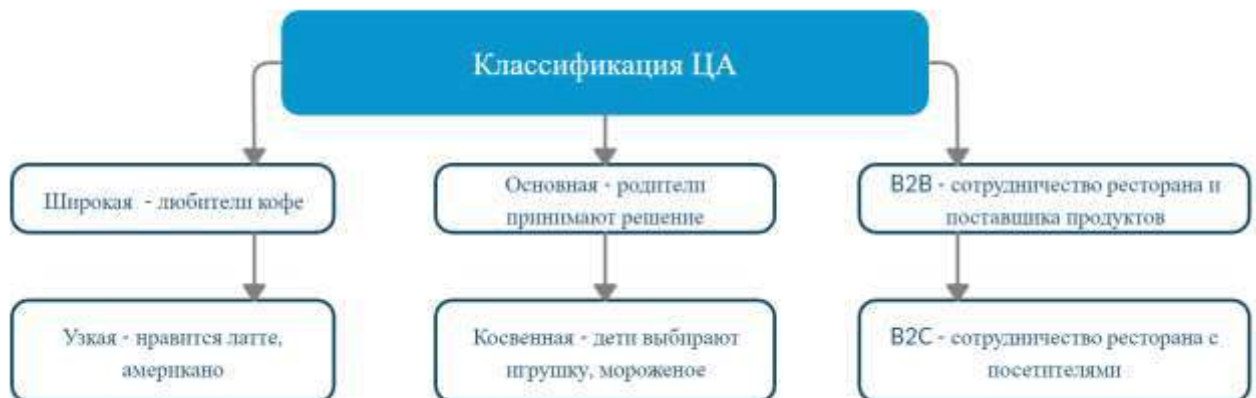 Классификация ЦА
Широкая - любители кофе
Основная - родители
принимают решение
B2B - сотрудничество ресторана и
поставщика продуктов
Узкая - нравится латте,
американо
Косвенная - дети выбирают
игрушку, мороженое
B2C - сотрудничество ресторана с
посетителями